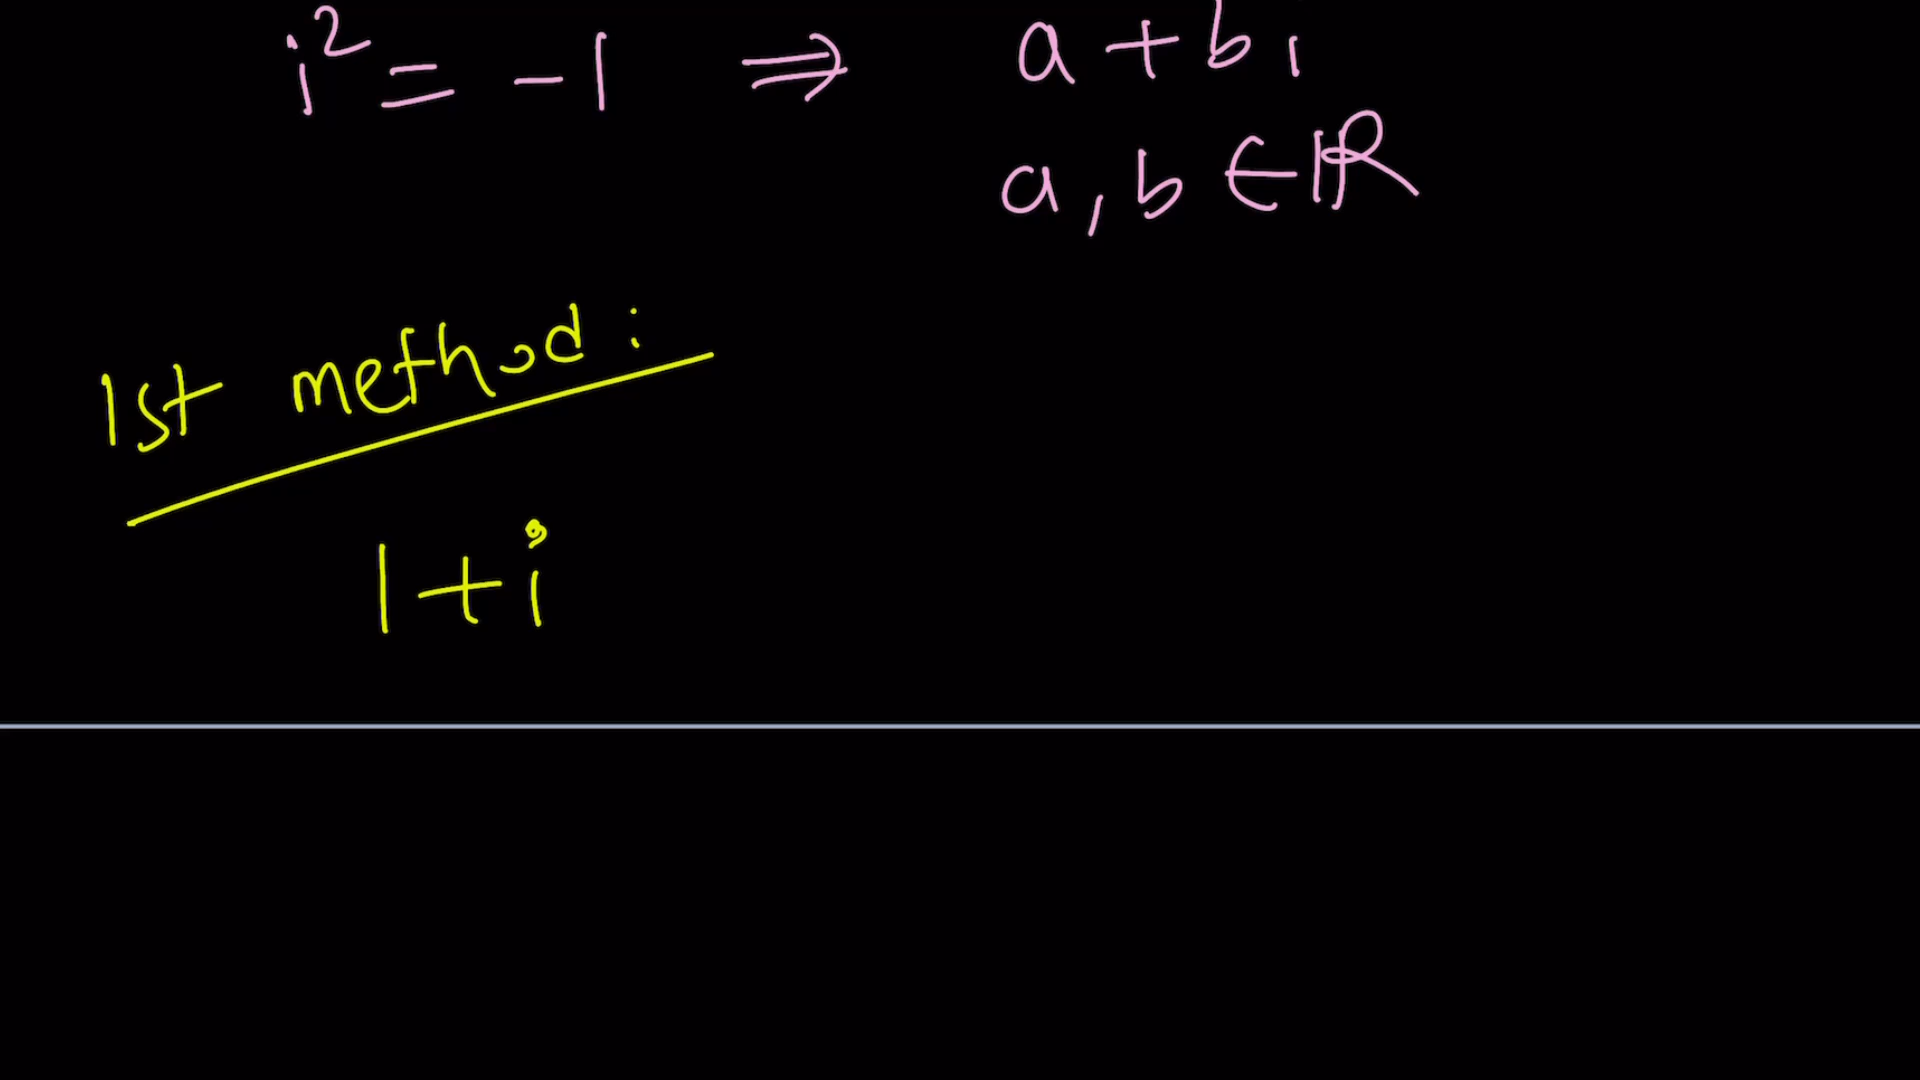 i² = -1 ⇒ a + bi
a, b ∈ ℝ
1st method:
1 + i